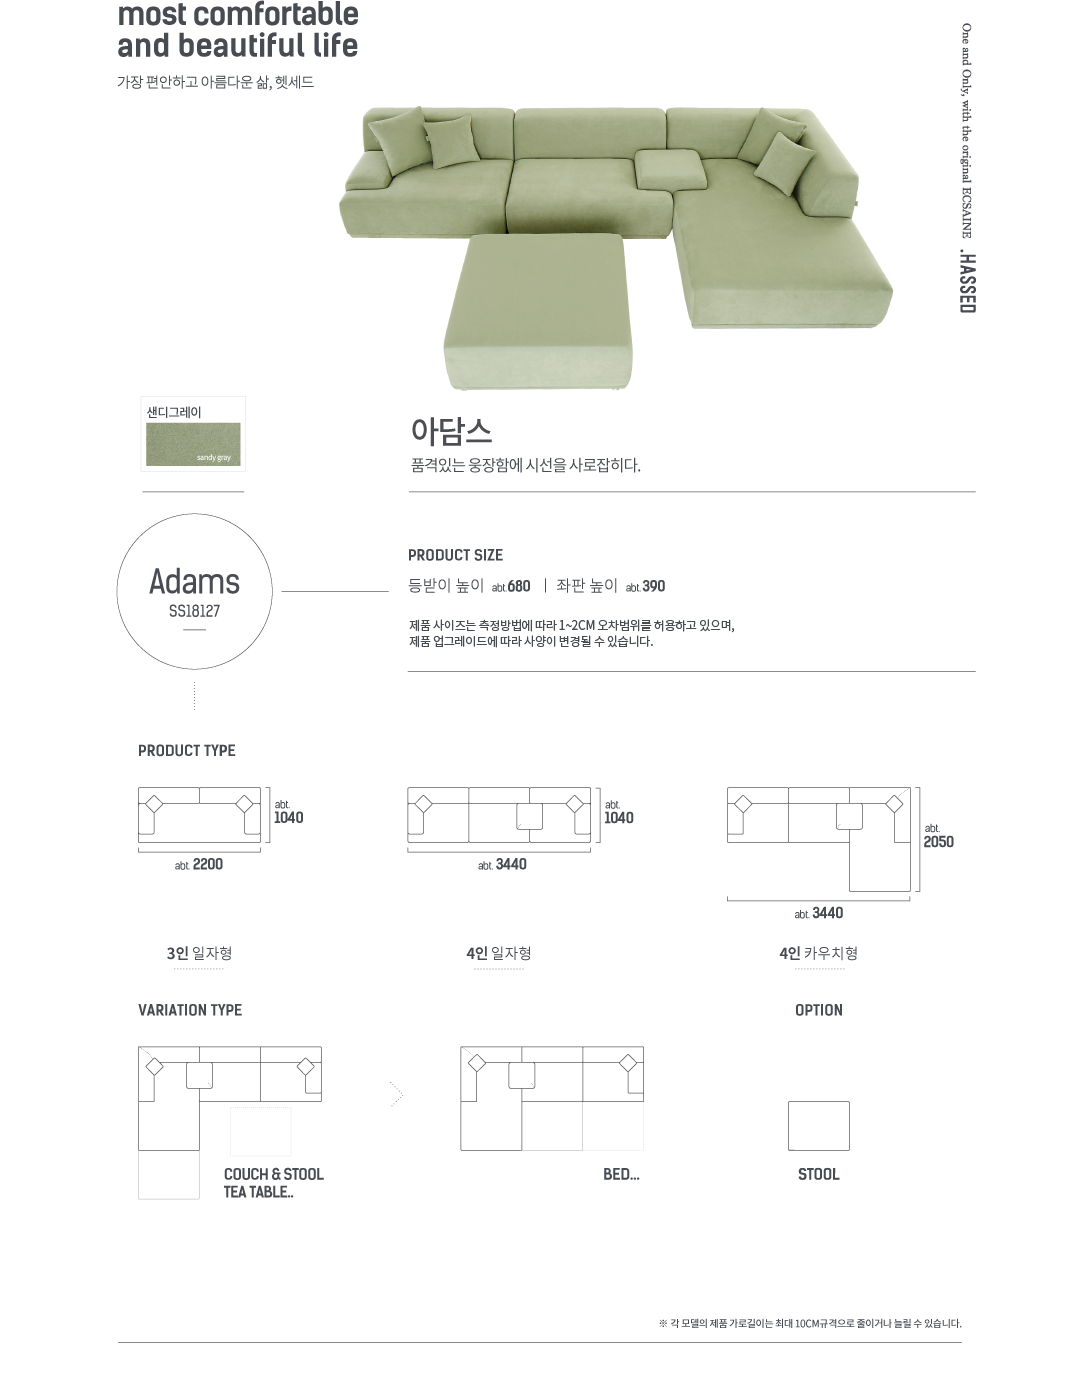 most comfortable
and beautiful life
가장 편안하고 아름다운 삶, 헷세드
One and Only, with the original ECSAINE .HASSED
샌디그레이
sandy gray
아담스
품격있는 웅장함에 시선을 사로잡히다.
Adams
SS18127
PRODUCT SIZE
등받이 높이 abt.680 | 좌판 높이 abt.390
제품 사이즈는 측정방법에 따라 1~2CM 오차범위를 허용하고 있으며,
제품 업그레이드에 따라 사양이 변경될 수 있습니다.
PRODUCT TYPE
abt.
1040
abt. 2200
3인 일자형
abt.
1040
abt. 3440
4인 일자형
abt.
2050
abt. 3440
4인 카우치형
VARIATION TYPE
COUCH & STOOL
TEA TABLE..
BED...
OPTION
STOOL
※ 각 모델의 제품 가로길이는 최대 10CM규격으로 줄이거나 늘릴 수 있습니다.